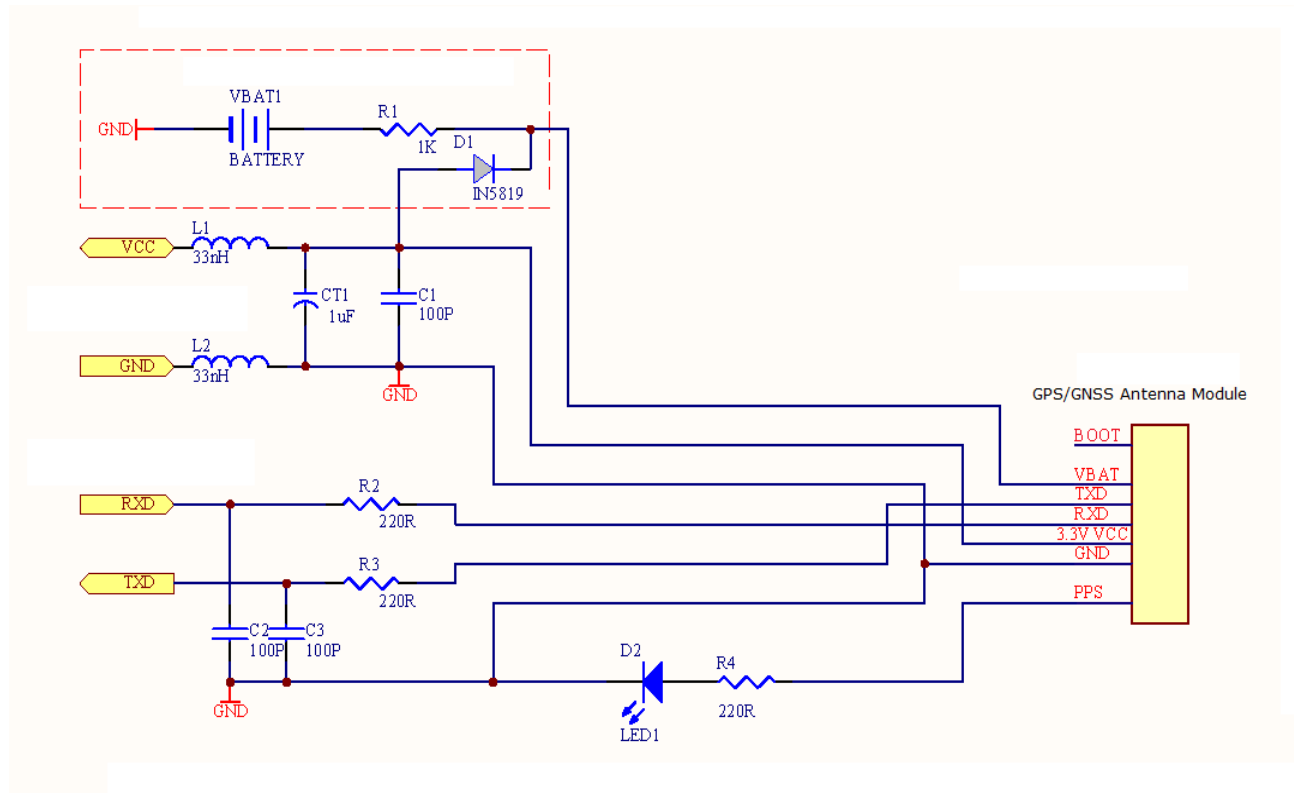 VBAT1
GND
BATTERY
R1
1K
D1
IN5819
L1
VCC
33nH
CT1
1uF
C1
100P
L2
GND
33nH
GND
GPS/GNSS Antenna Module
BOOT
VBAT
TXD
RXD
3.3V VCC
GND
PPS
RXD
R2
220R
TXD
R3
220R
C2
100P
C3
100P
GND
D2
LED1
R4
220R